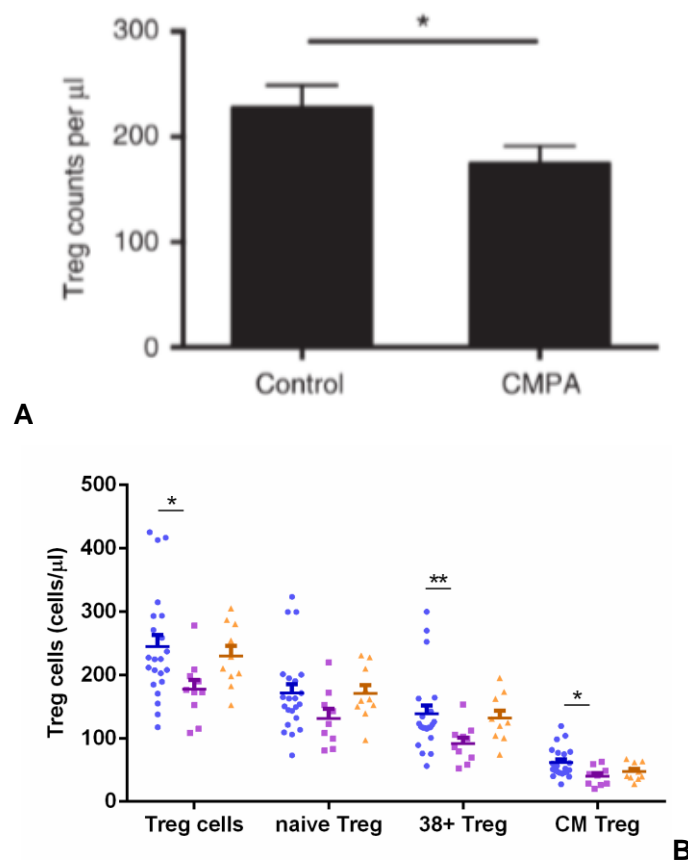 300
*
200
100
0
Treg counts per μl
Control CMPA
A
500
400
300
200
100
0
Treg cells (cells/μl)
*
**
*
Treg cells naive Treg 38+ Treg CM Treg
B